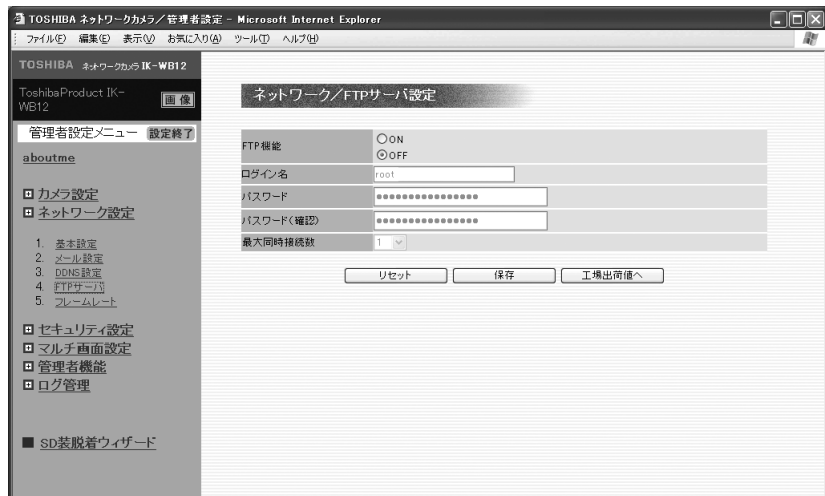 TOSHIBA ネットワークカメラ／管理者設定 - Microsoft Internet Explorer
ファイル(F) 編集(E) 表示(V) お気に入り(A) ツール(T) ヘルプ(H)
TOSHIBA ネットワークカメラ IK-WB12
ToshibaProduct IK-
WB12
画像
管理者設定メニュー 設定終了
aboutme
カメラ設定
ネットワーク設定
1. 基本設定
2. メール設定
3. DDNS設定
4. FTPサーバ
5. フレームレート
セキュリティ設定
マルチ画面設定
管理者機能
ログ管理
SD装脱着ウィザード
ネットワーク／FTPサーバ設定
FTP機能
ON
OFF
ログイン名 root
パスワード ●●●●●●●●●●●●●●●●
パスワード(確認) ●●●●●●●●●●●●●●●●
最大同時接続数 1
リセット 保存 工場出荷値へ